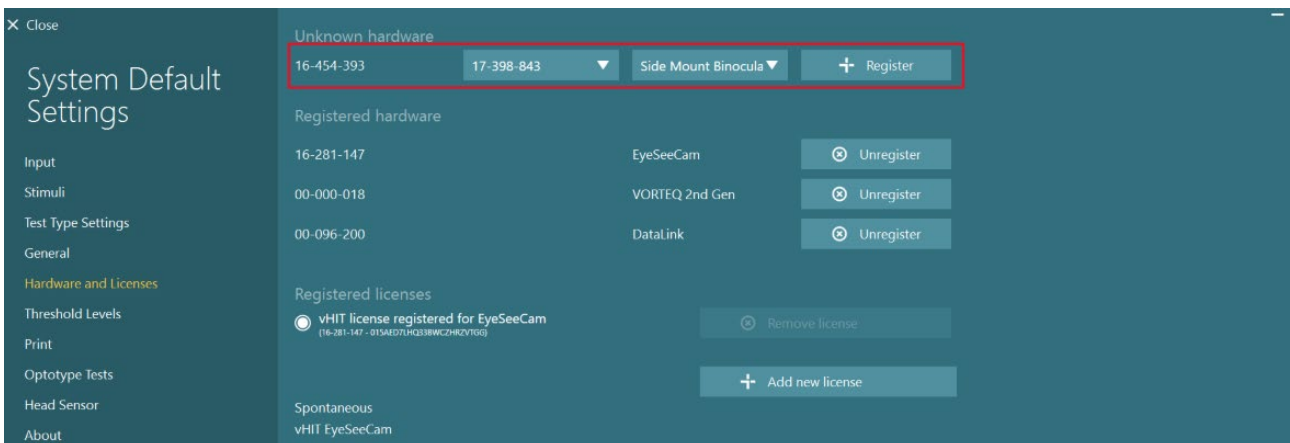 Close
System Default
Settings
Input
Stimuli
Test Type Settings
General
Hardware and Licenses
Threshold Levels
Print
Optotype Tests
Head Sensor
About
Unknown hardware
16-454-393 17-398-843 Side Mount Binocula Register
Registered hardware
16-281-147 EyeSeeCam Unregister
00-000-018 VORTEQ 2nd Gen Unregister
00-096-200 DataLink Unregister
Registered licenses
vHIT license registered for EyeSeeCam
Remove license
Add new license
Spontaneous
vHIT EyeSeeCam